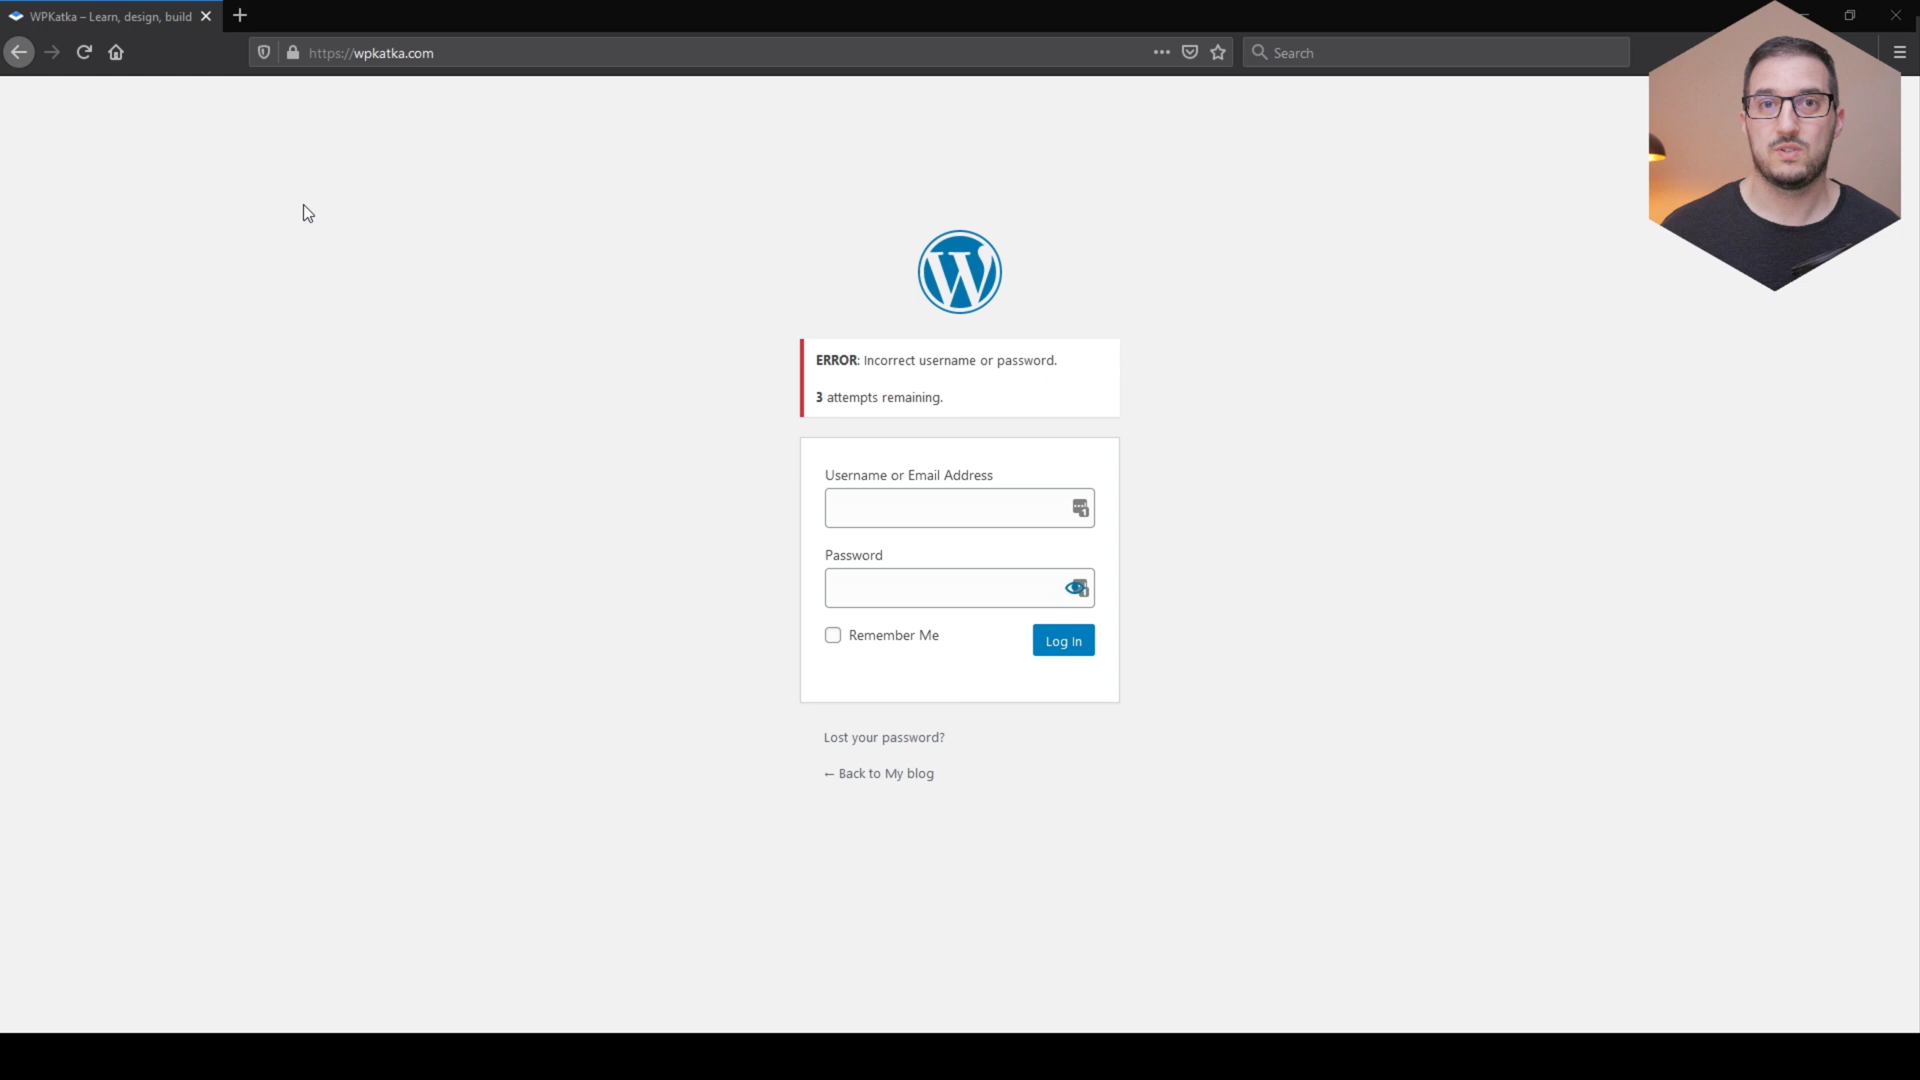 WPKatka – Learn, design, build
https://wpkatka.com
Search
ERROR: Incorrect username or password.
3 attempts remaining.
Username or Email Address
Password
Remember Me
Log In
Lost your password?
← Back to My blog